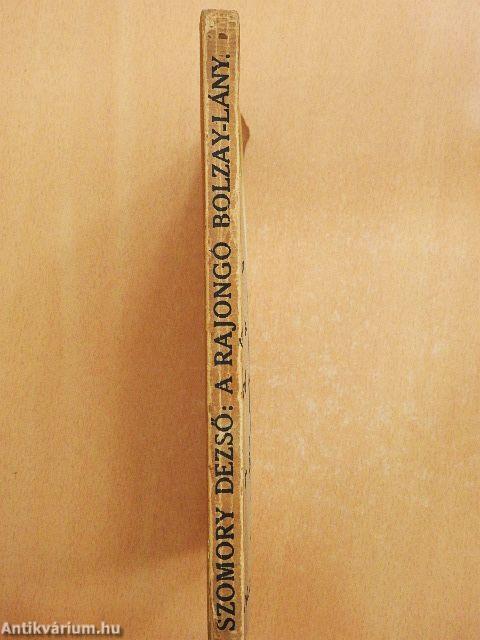 SZOMORY DEZSŐ: A RAJONGÓ BOLZAY-LÁNY.
Antikvárium.hu